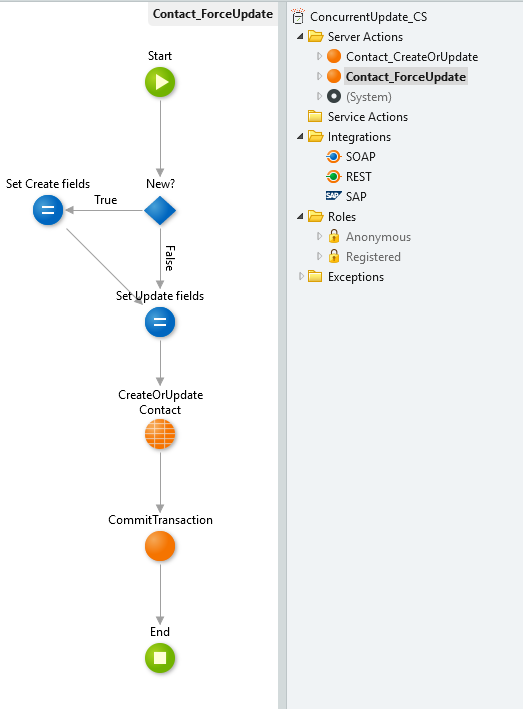 Contact_ForceUpdate
Start
New?
True
Set Create fields
False
Set Update fields
CreateOrUpdate
Contact
CommitTransaction
End
ConcurrentUpdate_CS
Server Actions
Contact_CreateOrUpdate
Contact_ForceUpdate
(System)
Service Actions
Integrations
SOAP
REST
SAP SAP
Roles
Anonymous
Registered
Exceptions